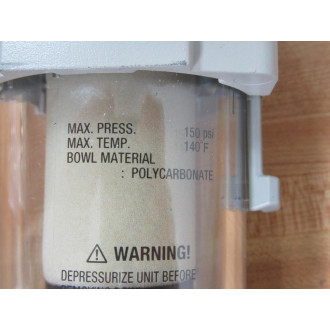 MAX. PRESS. 150 psi
MAX. TEMP. 140°F
BOWL MATERIAL
: POLYCARBONATE
⚠ WARNING!
DEPRESSURIZE UNIT BEFORE